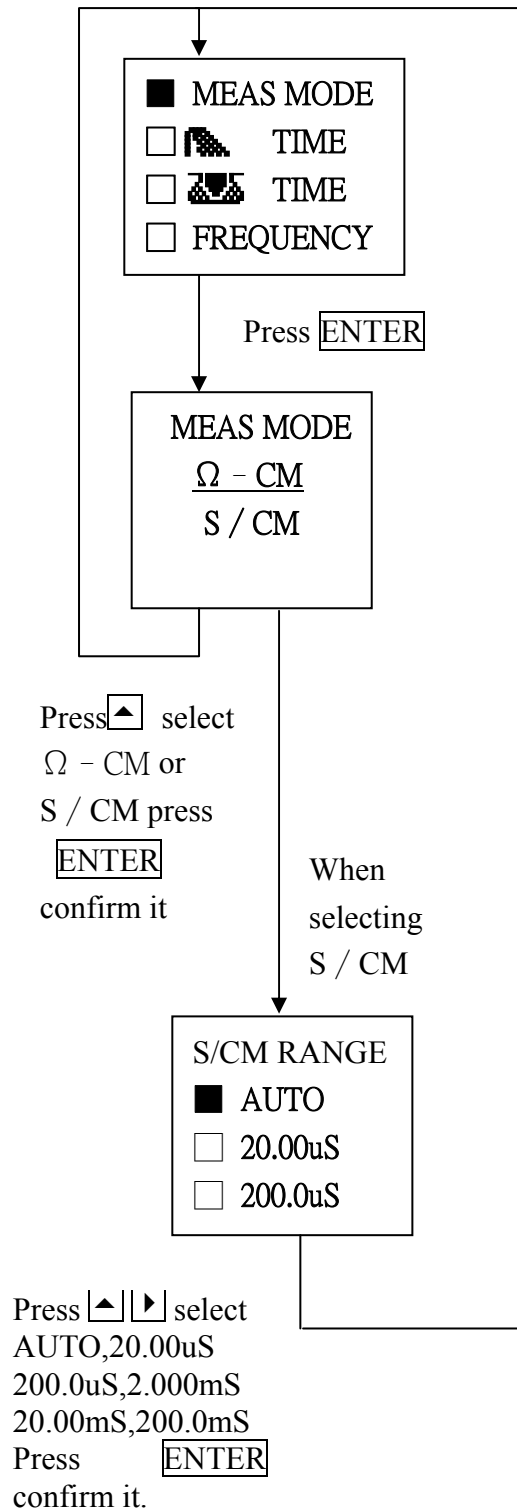 MEAS MODE
TIME
TIME
FREQUENCY
Press ENTER
MEAS MODE
Ω - CM
S / CM
Press select
Ω - CM or
S / CM press
ENTER
confirm it
When
selecting
S / CM
S/CM RANGE
AUTO
20.00uS
200.0uS
Press select
AUTO,20.00uS
200.0uS,2.000mS
20.00mS,200.0mS
Press ENTER
confirm it.